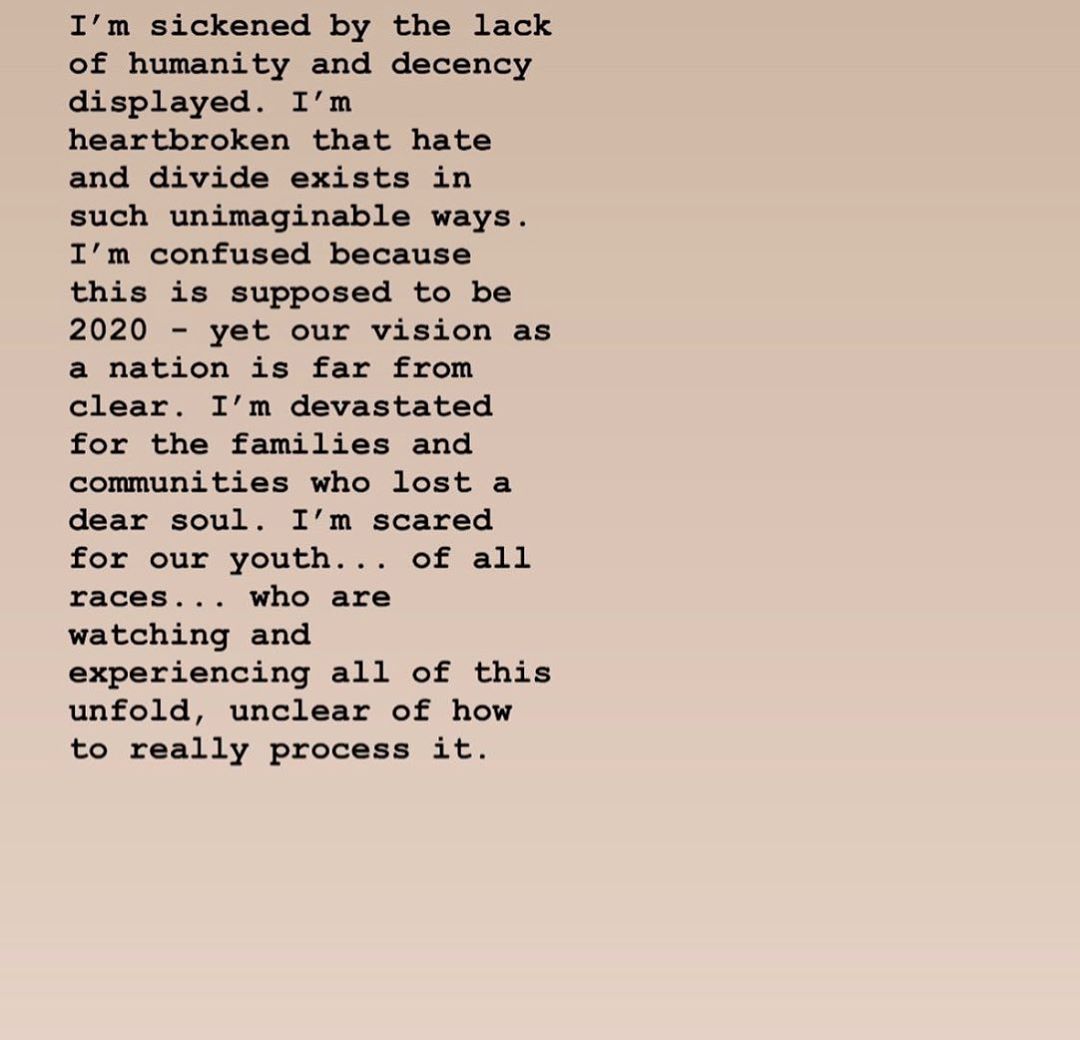 I’m sickened by the lack
of humanity and decency
displayed. I’m
heartbroken that hate
and divide exists in
such unimaginable ways.
I’m confused because
this is supposed to be
2020 – yet our vision as
a nation is far from
clear. I’m devastated
for the families and
communities who lost a
dear soul. I’m scared
for our youth... of all
races... who are
watching and
experiencing all of this
unfold, unclear of how
to really process it.